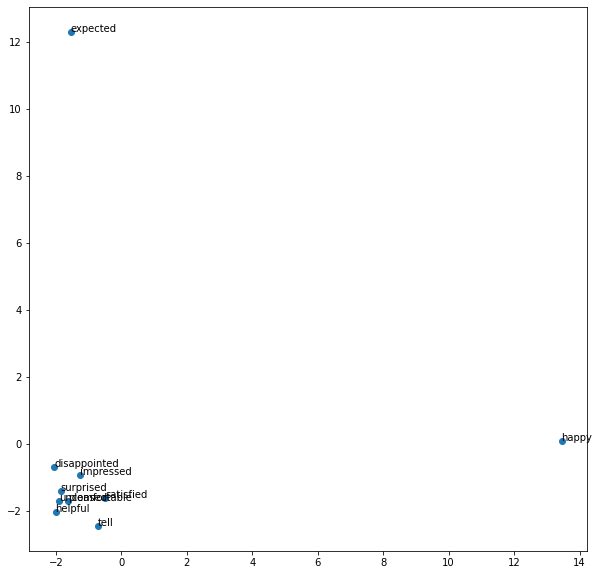 expected
12
10
8
6
4
2
0
−2
happy
disappointed
impressed
surprised
satisfied
helpful
tell
−2 0 2 4 6 8 10 12 14